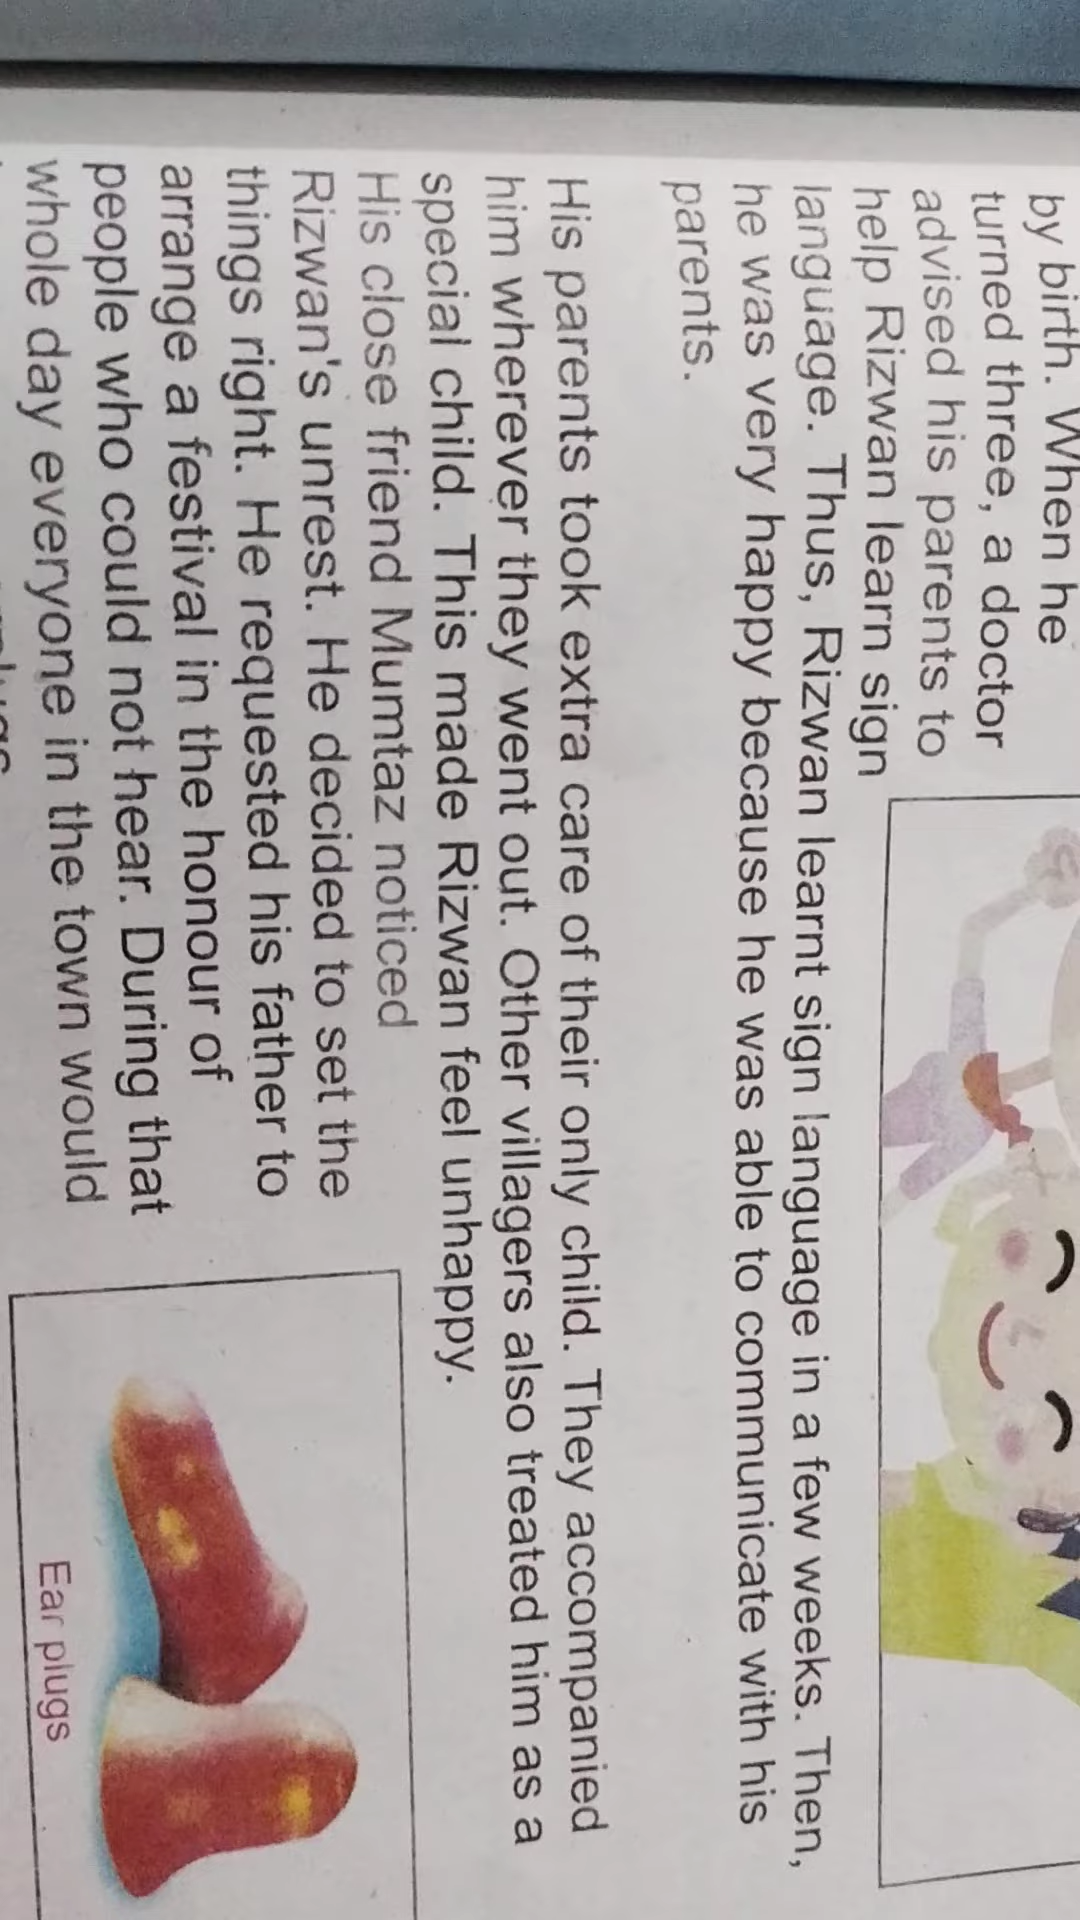 by birth. When he
turned three, a doctor
advised his parents to
help Rizwan learn sign
language. Thus, Rizwan learnt sign language in a few weeks. Then,
he was very happy because he was able to communicate with his
parents.
His parents took extra care of their only child. They accompanied
him wherever they went out. Other villagers also treated him as a
special child. This made Rizwan feel unhappy.
His close friend Mumtaz noticed
Rizwan's unrest. He decided to set the
things right. He requested his father to
arrange a festival in the honour of
people who could not hear. During that
whole day everyone in the town would
Ear plugs